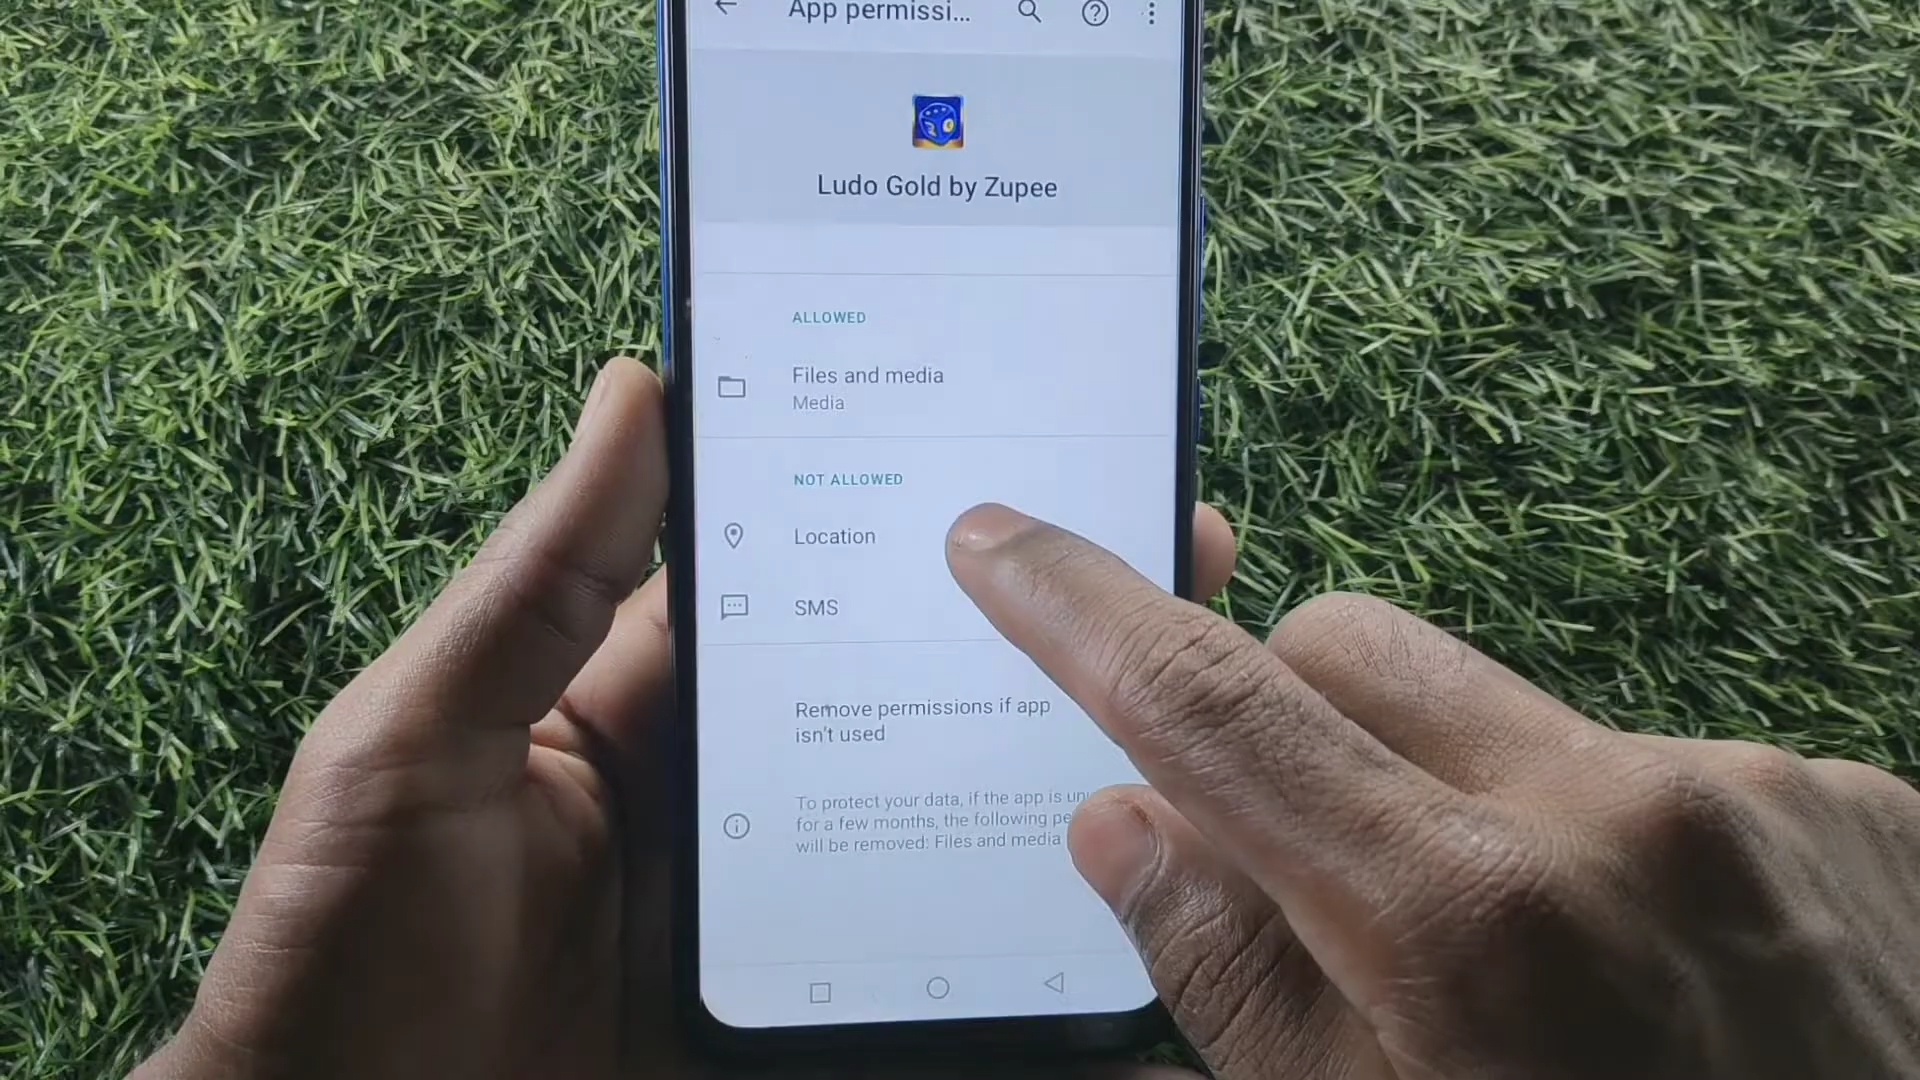 App permissi...
Ludo Gold by Zupee
ALLOWED
Files and media
Media
NOT ALLOWED
Location
SMS
Remove permissions if app
isn't used
To protect your data, if the app is
for a few months, the following
will be removed: Files and media